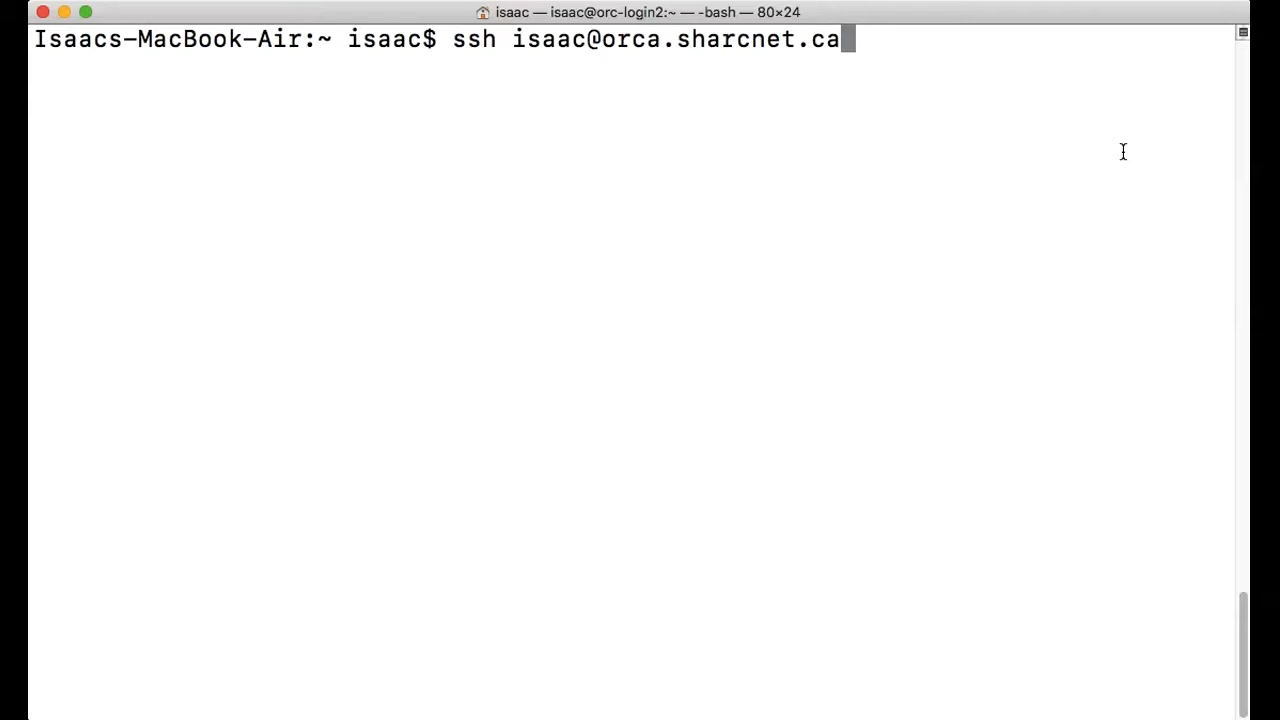 isaac — isaac@orc-login2:~ — -bash — 80×24
Isaacs-MacBook-Air:~ isaac$ ssh isaac@orca.sharcnet.ca